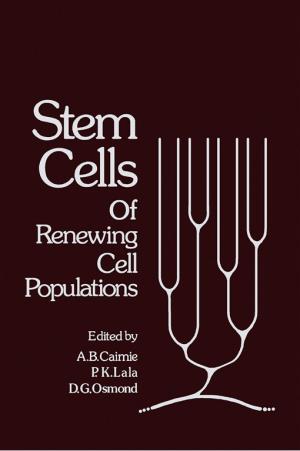 Stem
Cells
Of
Renewing
Cell
Populations
Edited by
A.B.Cairnie
P.K.Lala
D.G.Osmond